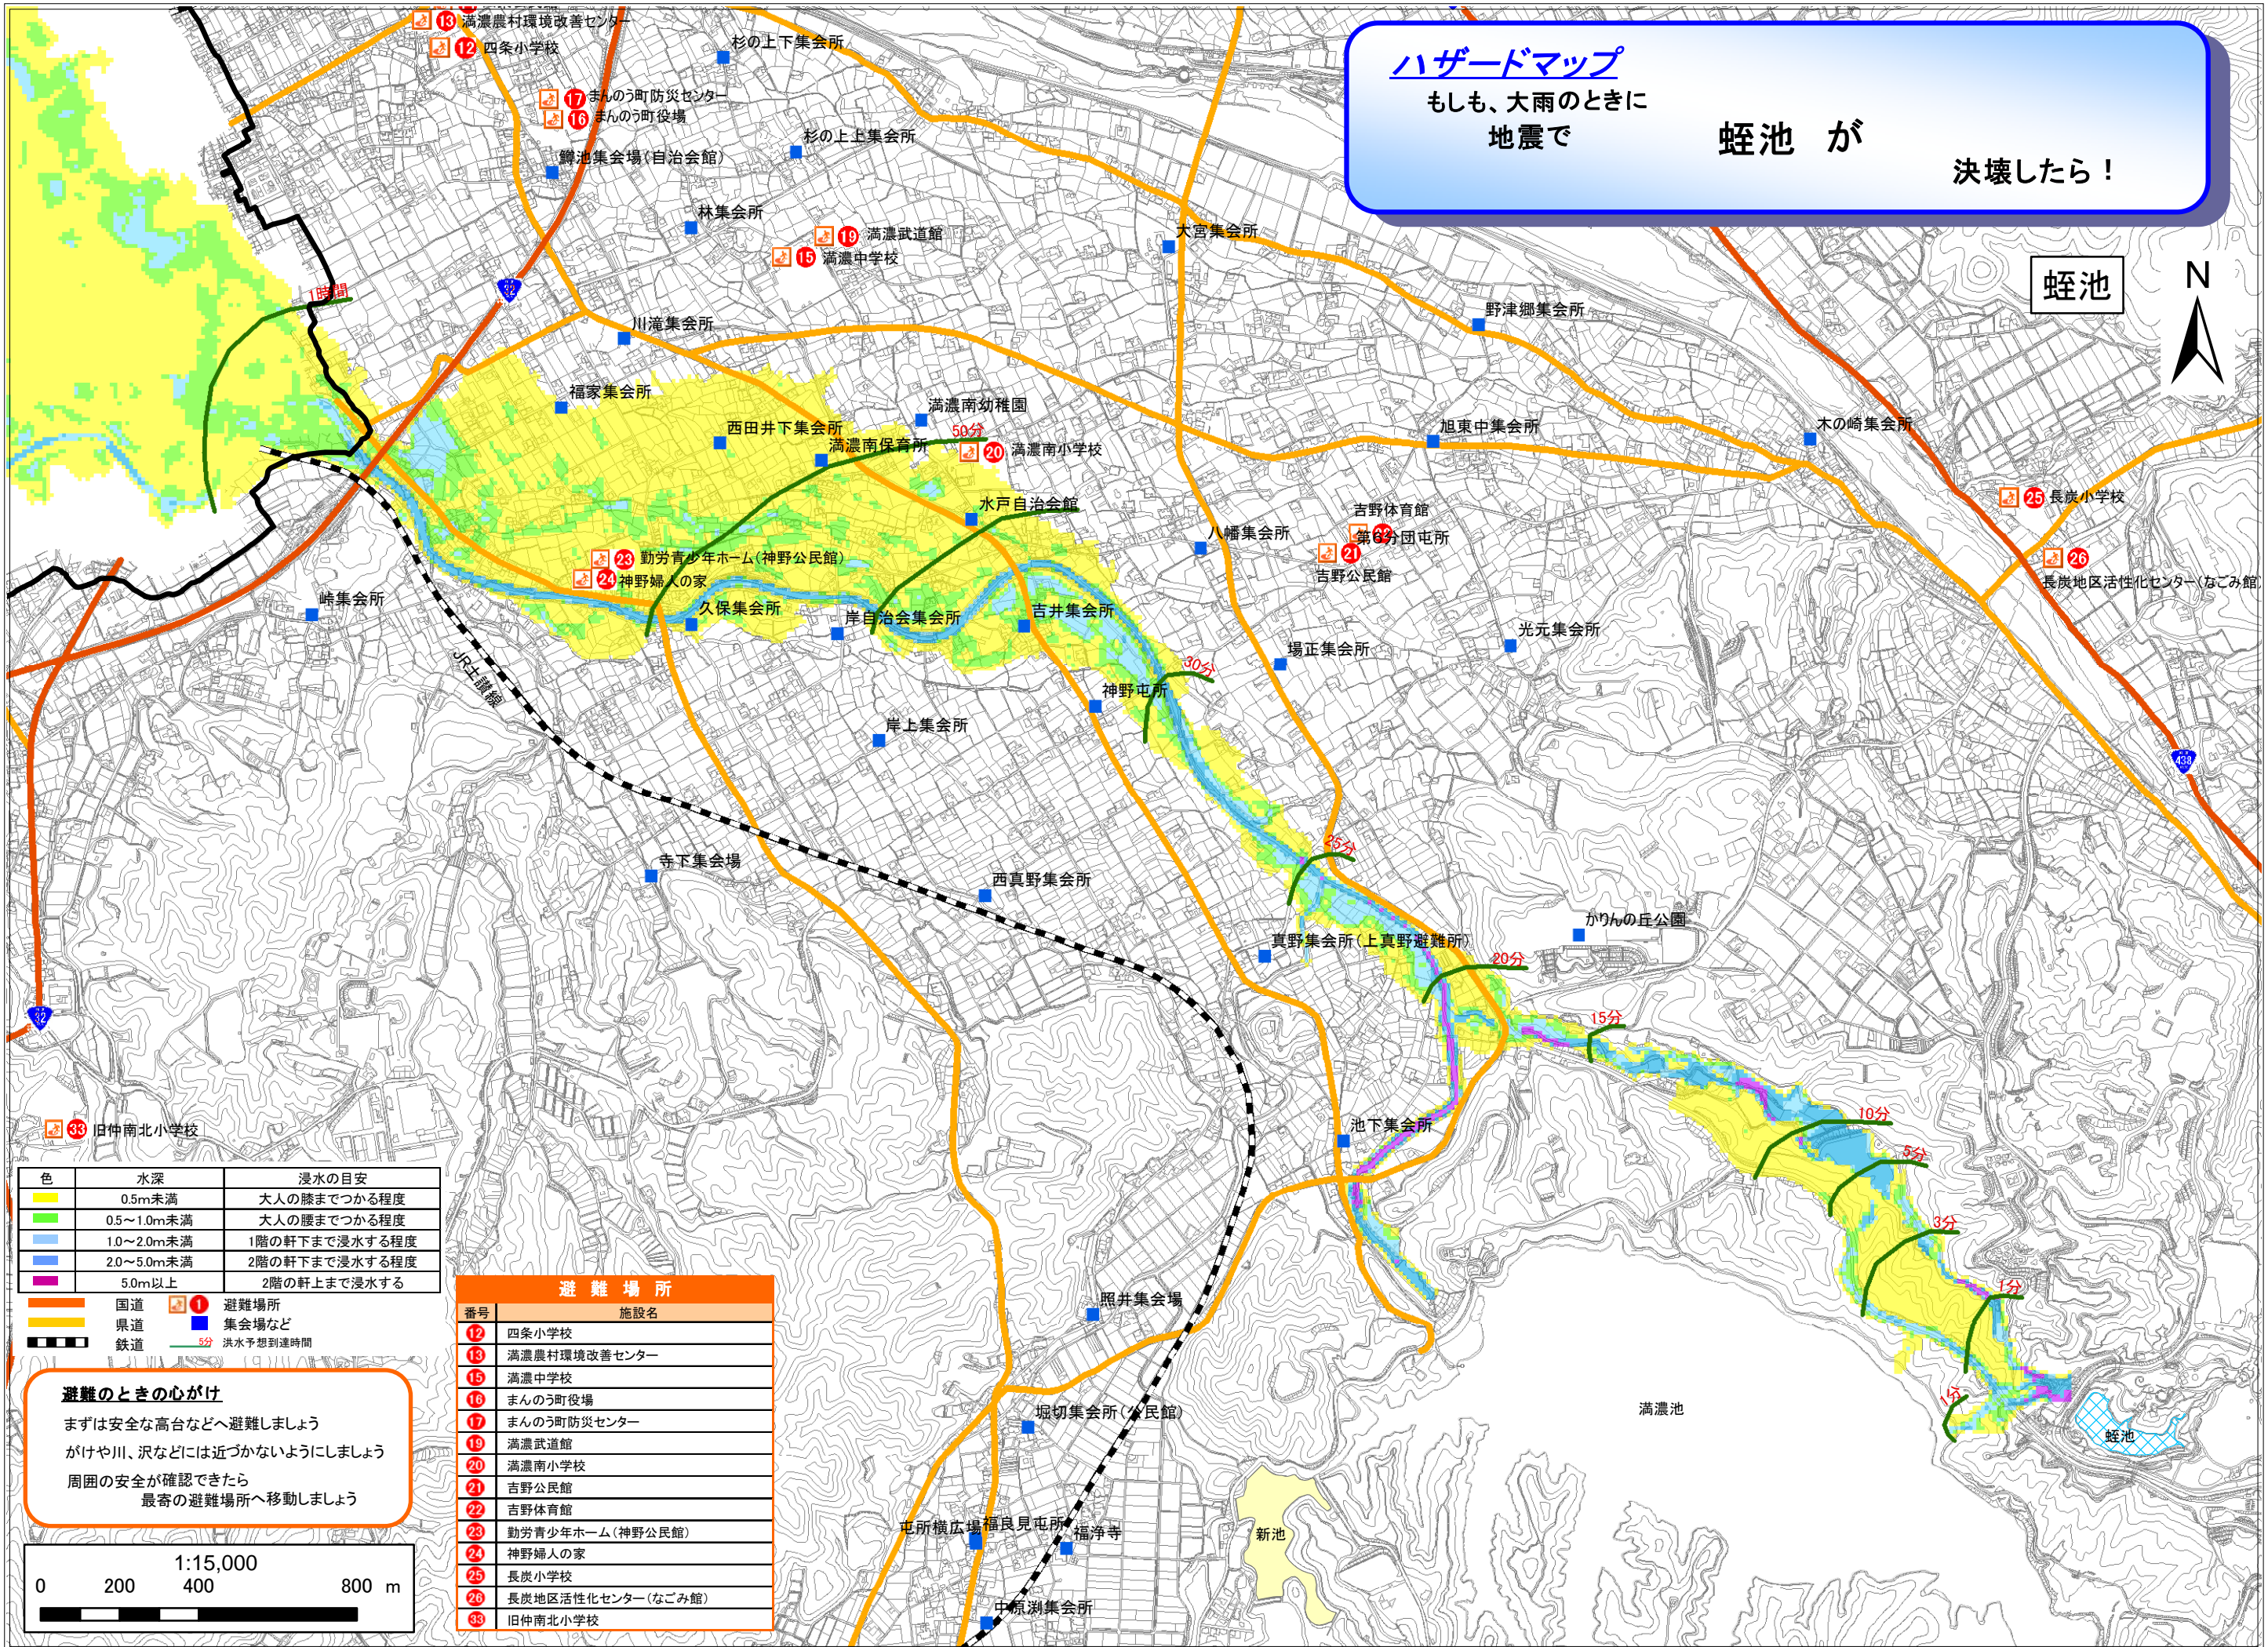 ハザードマップ
もしも、大雨のときに
地震で
蛭池 が
決壊したら！
蛭池
N
13 満濃農村環境改善センター
12 四条小学校
杉の上下集会所
17 まんのう町防災センター
16 まんのう町役場
杉の上上集会所
鱒池集会場(自治会館)
林集会所
19 満濃武道館
15 満濃中学校
大宮集会所
1時間
32
川滝集会所
野津郷集会所
福家集会所
満濃南幼稚園
西田井下集会所
50分
満濃南保育所
20 満濃南小学校
旭東中集会所
木の崎集会所
水戸自治会館
25 長炭小学校
吉野体育館
22
第6分団屯所
八幡集会所
21
吉野公民館
23 勤労青少年ホーム(神野公民館)
24 神野婦人の家
26
長炭地区活性化センター(なごみ館)
峠集会所
久保集会所
岸自治会集会所
吉井集会所
光元集会所
場正集会所
30分
JR土讃線
神野屯所
岸上集会所
438
25分
寺下集会場
西真野集会所
かりんの丘公園
真野集会所(上真野避難所)
20分
32
15分
10分
池下集会所
5分
33 旧仲南北小学校
3分
1分
照井集会場
1分
満濃池
蛭池
堀切集会所(公民館)
屯所横広場
福良見屯所
福浄寺
新池
中原渕集会所
色 水深 浸水の目安
0.5m未満 大人の膝までつかる程度
0.5～1.0m未満 大人の腰までつかる程度
1.0～2.0m未満 1階の軒下まで浸水する程度
2.0～5.0m未満 2階の軒下まで浸水する程度
5.0m以上 2階の軒上まで浸水する
国道 1 避難場所
県道 集会場など
鉄道 5分 洪水予想到達時間
避難のときの心がけ
まずは安全な高台などへ避難しましょう
がけや川、沢などには近づかないようにしましょう
周囲の安全が確認できたら
最寄の避難場所へ移動しましょう
1:15,000
0 200 400 800 m
避難場所
番号 施設名
12 四条小学校
13 満濃農村環境改善センター
15 満濃中学校
16 まんのう町役場
17 まんのう町防災センター
19 満濃武道館
20 満濃南小学校
21 吉野公民館
22 吉野体育館
23 勤労青少年ホーム(神野公民館)
24 神野婦人の家
25 長炭小学校
26 長炭地区活性化センター(なごみ館)
33 旧仲南北小学校